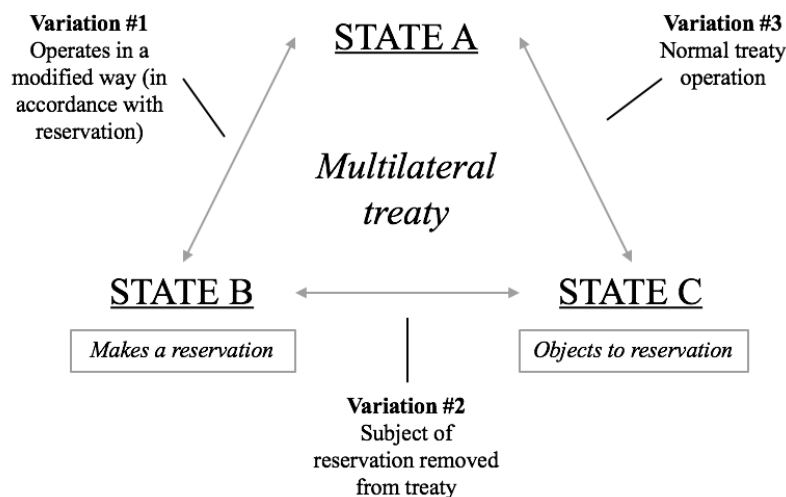 Variation #1
Operates in a
modified way (in
accordance with
reservation)
STATE A
Variation #3
Normal treaty
operation
Multilateral
treaty
STATE B
STATE C
Makes a reservation
Objects to reservation
Variation #2
Subject of
reservation removed
from treaty